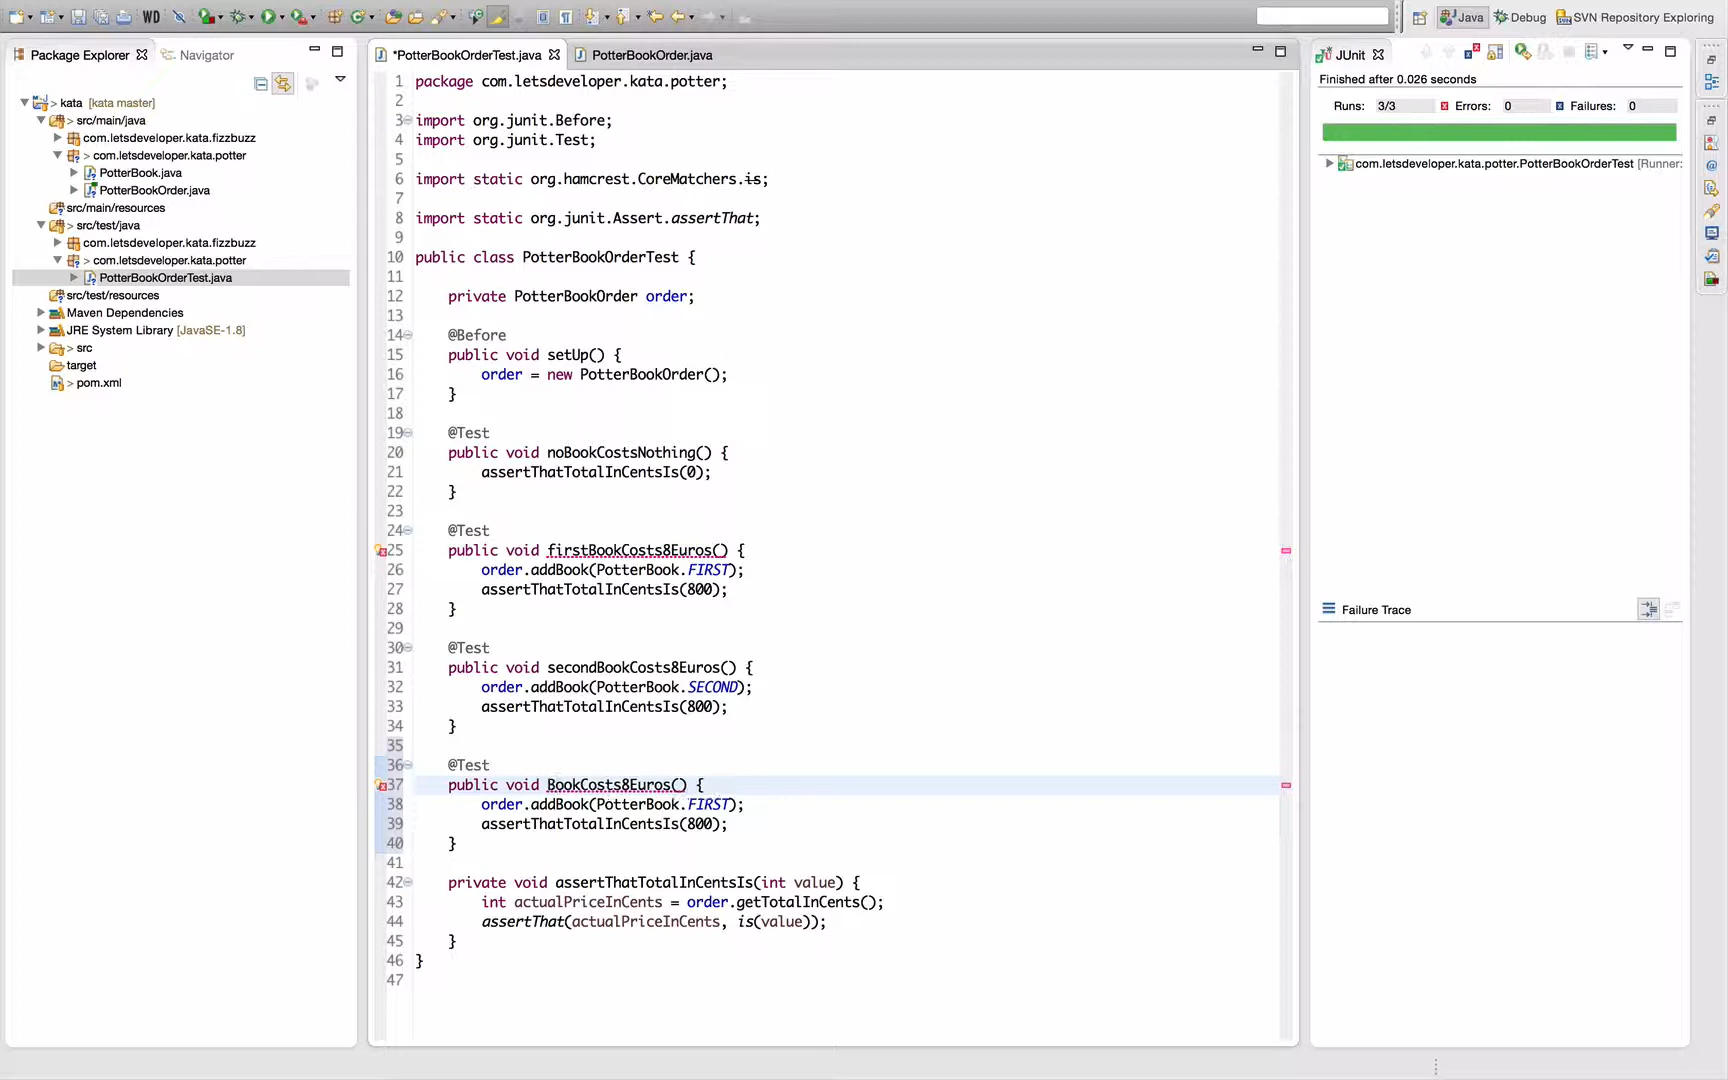 WD
Java
Debug
SVN Repository Exploring
Package Explorer
Navigator
> kata [kata master]
> src/main/java
com.letsdeveloper.kata.fizzbuzz
> com.letsdeveloper.kata.potter
PotterBook.java
PotterBookOrder.java
src/main/resources
> src/test/java
com.letsdeveloper.kata.fizzbuzz
> com.letsdeveloper.kata.potter
PotterBookOrderTest.java
src/test/resources
Maven Dependencies
JRE System Library [JavaSE-1.8]
> src
target
> pom.xml
*PotterBookOrderTest.java
PotterBookOrder.java
1 package com.letsdeveloper.kata.potter;
2
3 import org.junit.Before;
4 import org.junit.Test;
5
6 import static org.hamcrest.CoreMatchers.is;
7
8 import static org.junit.Assert.assertThat;
9
10 public class PotterBookOrderTest {
11
12 private PotterBookOrder order;
13
14 @Before
15 public void setUp() {
16 order = new PotterBookOrder();
17 }
18
19 @Test
20 public void noBookCostsNothing() {
21 assertThatTotalInCentsIs(0);
22 }
23
24 @Test
25 public void firstBookCosts8Euros() {
26 order.addBook(PotterBook.FIRST);
27 assertThatTotalInCentsIs(800);
28 }
29
30 @Test
31 public void secondBookCosts8Euros() {
32 order.addBook(PotterBook.SECOND);
33 assertThatTotalInCentsIs(800);
34 }
35
36 @Test
37 public void BookCosts8Euros() {
38 order.addBook(PotterBook.FIRST);
39 assertThatTotalInCentsIs(800);
40 }
41
42 private void assertThatTotalInCentsIs(int value) {
43 int actualPriceInCents = order.getTotalInCents();
44 assertThat(actualPriceInCents, is(value));
45 }
46 }
47
JUnit
Finished after 0.026 seconds
Runs: 3/3 Errors: 0 Failures: 0
com.letsdeveloper.kata.potter.PotterBookOrderTest [Runner:
Failure Trace